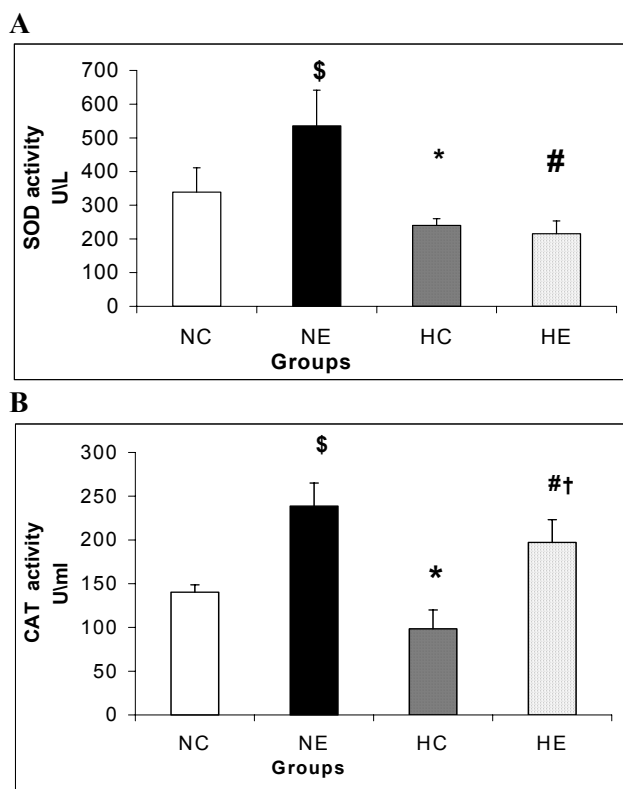 A
700
600
500
400
300
200
100
0
SOD activity
U\L
$
*
#
NC NE HC HE
Groups
B
300
250
200
150
100
50
0
CAT activity
U\ml
$
*
#†
NC NE HC HE
Groups